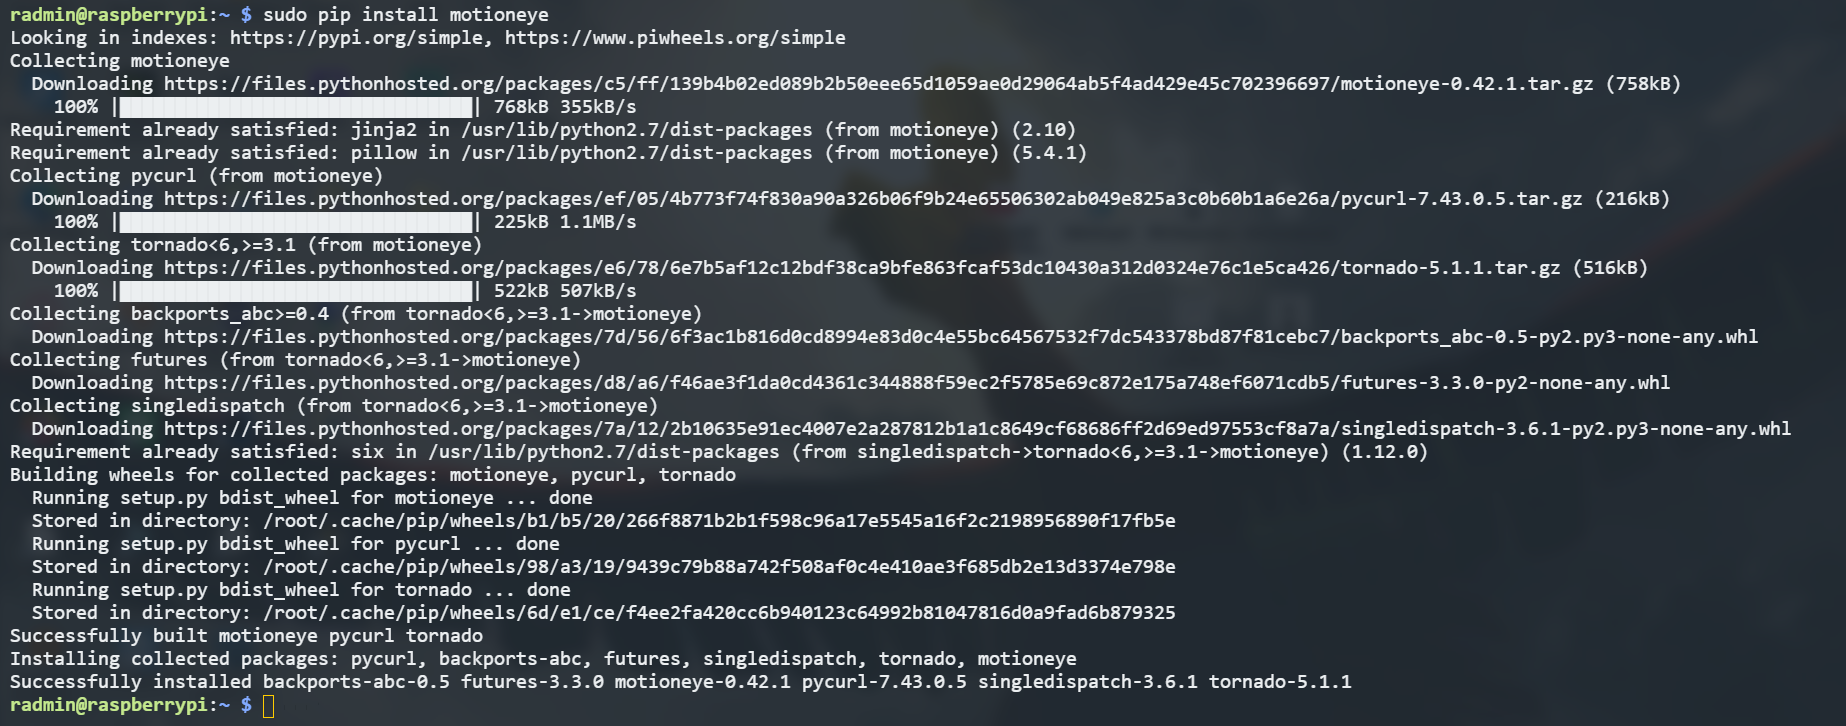 radmin@raspberrypi:~ $ sudo pip install motioneye
Looking in indexes: https://pypi.org/simple, https://www.piwheels.org/simple
Collecting motioneye
  Downloading https://files.pythonhosted.org/packages/c5/ff/139b4b02ed089b2b50eee65d1059ae0d29064ab5f4ad429e45c702396697/motioneye-0.42.1.tar.gz (758kB)
    100% |████████████████████████████████| 768kB 355kB/s
Requirement already satisfied: jinja2 in /usr/lib/python2.7/dist-packages (from motioneye) (2.10)
Requirement already satisfied: pillow in /usr/lib/python2.7/dist-packages (from motioneye) (5.4.1)
Collecting pycurl (from motioneye)
  Downloading https://files.pythonhosted.org/packages/ef/05/4b773f74f830a90a326b06f9b24e65506302ab049e825a3c0b60b1a6e26a/pycurl-7.43.0.5.tar.gz (216kB)
    100% |████████████████████████████████| 225kB 1.1MB/s
Collecting tornado<6,>=3.1 (from motioneye)
  Downloading https://files.pythonhosted.org/packages/e6/78/6e7b5af12c12bdf38ca9bfe863fcaf53dc10430a312d0324e76c1e5ca426/tornado-5.1.1.tar.gz (516kB)
    100% |████████████████████████████████| 522kB 507kB/s
Collecting backports_abc>=0.4 (from tornado<6,>=3.1->motioneye)
  Downloading https://files.pythonhosted.org/packages/7d/56/6f3ac1b816d0cd8994e83d0c4e55bc64567532f7dc543378bd87f81cebc7/backports_abc-0.5-py2.py3-none-any.whl
Collecting futures (from tornado<6,>=3.1->motioneye)
  Downloading https://files.pythonhosted.org/packages/d8/a6/f46ae3f1da0cd4361c344888f59ec2f5785e69c872e175a748ef6071cdb5/futures-3.3.0-py2-none-any.whl
Collecting singledispatch (from tornado<6,>=3.1->motioneye)
  Downloading https://files.pythonhosted.org/packages/7a/12/2b10635e91ec4007e2a287812b1a1c8649cf68686ff2d69ed97553cf8a7a/singledispatch-3.6.1-py2.py3-none-any.whl
Requirement already satisfied: six in /usr/lib/python2.7/dist-packages (from singledispatch->tornado<6,>=3.1->motioneye) (1.12.0)
Building wheels for collected packages: motioneye, pycurl, tornado
  Running setup.py bdist_wheel for motioneye ... done
  Stored in directory: /root/.cache/pip/wheels/b1/b5/20/266f8871b2b1f598c96a17e5545a16f2c2198956890f17fb5e
  Running setup.py bdist_wheel for pycurl ... done
  Stored in directory: /root/.cache/pip/wheels/98/a3/19/9439c79b88a742f508af0c4e410ae3f685db2e13d3374e798e
  Running setup.py bdist_wheel for tornado ... done
  Stored in directory: /root/.cache/pip/wheels/6d/e1/ce/f4ee2fa420cc6b940123c64992b81047816d0a9fad6b879325
Successfully built motioneye pycurl tornado
Installing collected packages: pycurl, backports-abc, futures, singledispatch, tornado, motioneye
Successfully installed backports-abc-0.5 futures-3.3.0 motioneye-0.42.1 pycurl-7.43.0.5 singledispatch-3.6.1 tornado-5.1.1
radmin@raspberrypi:~ $